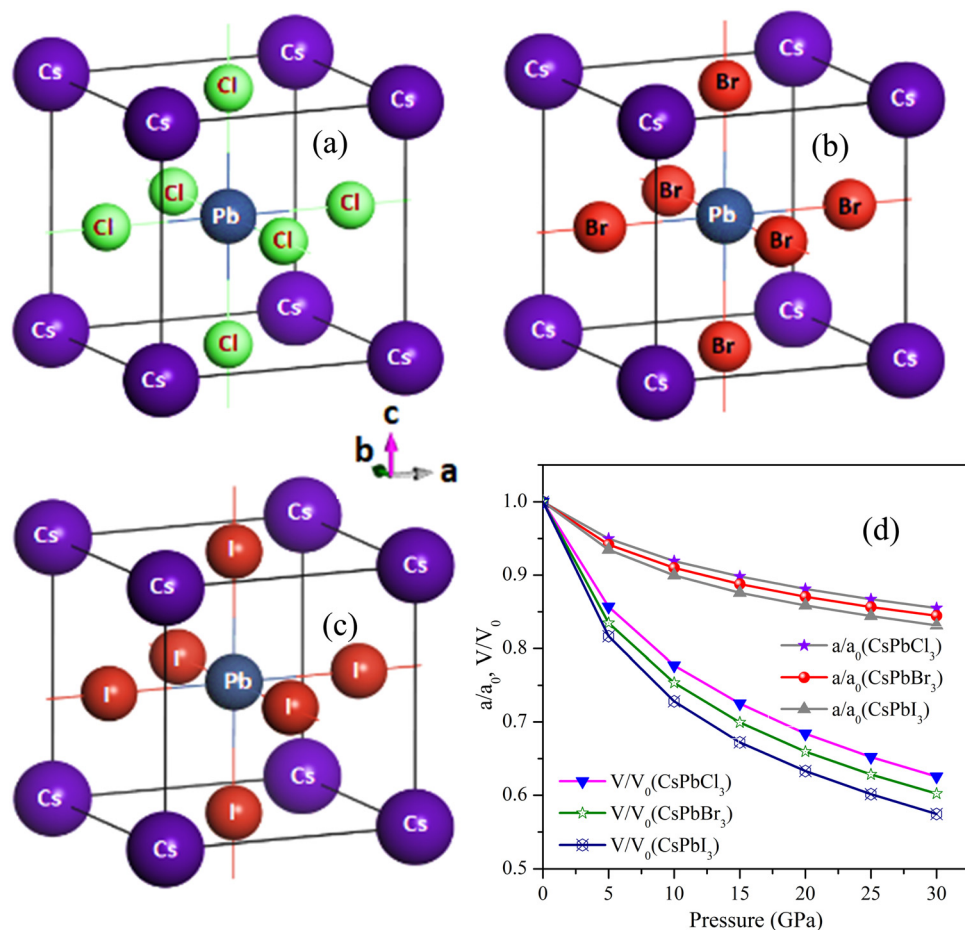 Cs
Cs
Cs
Cs
Cl
(a)
Cl
Cl
Pb
Cl
Cl
Cs
Cs
Cl
Cs
Cs
Cs
Cs
Cs
Cs
Br
(b)
Br
Br
Pb
Br
Br
Cs
Cs
Br
Cs
Cs
c
b
a
Cs
Cs
Cs
Cs
I
(c)
I
I
Pb
I
I
Cs
Cs
I
Cs
Cs
(d)
1.0
0.9
0.8
0.7
0.6
0.5
a/a₀, V/V₀
a/a₀(CsPbCl₃)
a/a₀(CsPbBr₃)
a/a₀(CsPbI₃)
V/V₀(CsPbCl₃)
V/V₀(CsPbBr₃)
V/V₀(CsPbI₃)
0 5 10 15 20 25 30
Pressure (GPa)